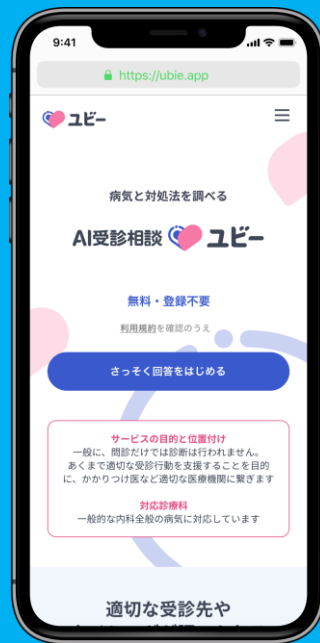 9:41
https://ubie.app
ユビー
病気と対処法を調べる
AI受診相談 ユビー
無料・登録不要
利用規約を確認のうえ
さっそく回答をはじめる
サービスの目的と位置付け
一般に、問診だけでは診断は行われません。
あくまで適切な受診行動を支援することを目的
に、かかりつけ医など適切な医療機関に繋ぎます
対応診療科
一般的な内科全般の病気に対応しています
適切な受診先や